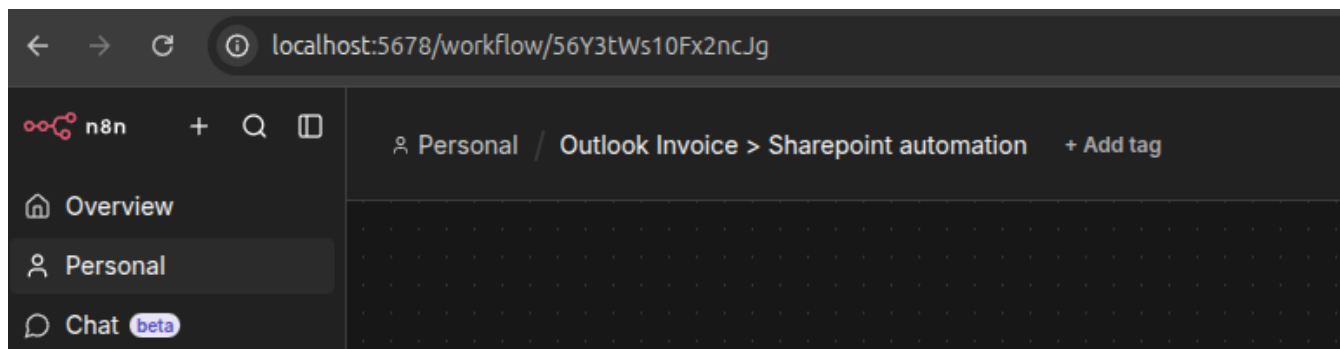 localhost:5678/workflow/56Y3tWs10Fx2ncJg
n8n
Personal / Outlook Invoice > Sharepoint automation + Add tag
Overview
Personal
Chat beta